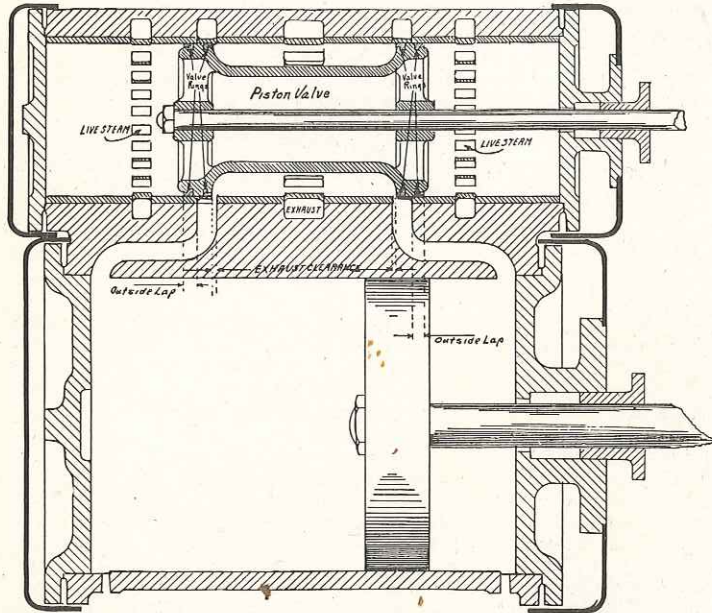 Valve
Rings
Valve
Rings
Piston Valve
LIVE STEAM
LIVE STEAM
EXHAUST
EXHAUST CLEARANCE
Outside Lap
Outside Lap